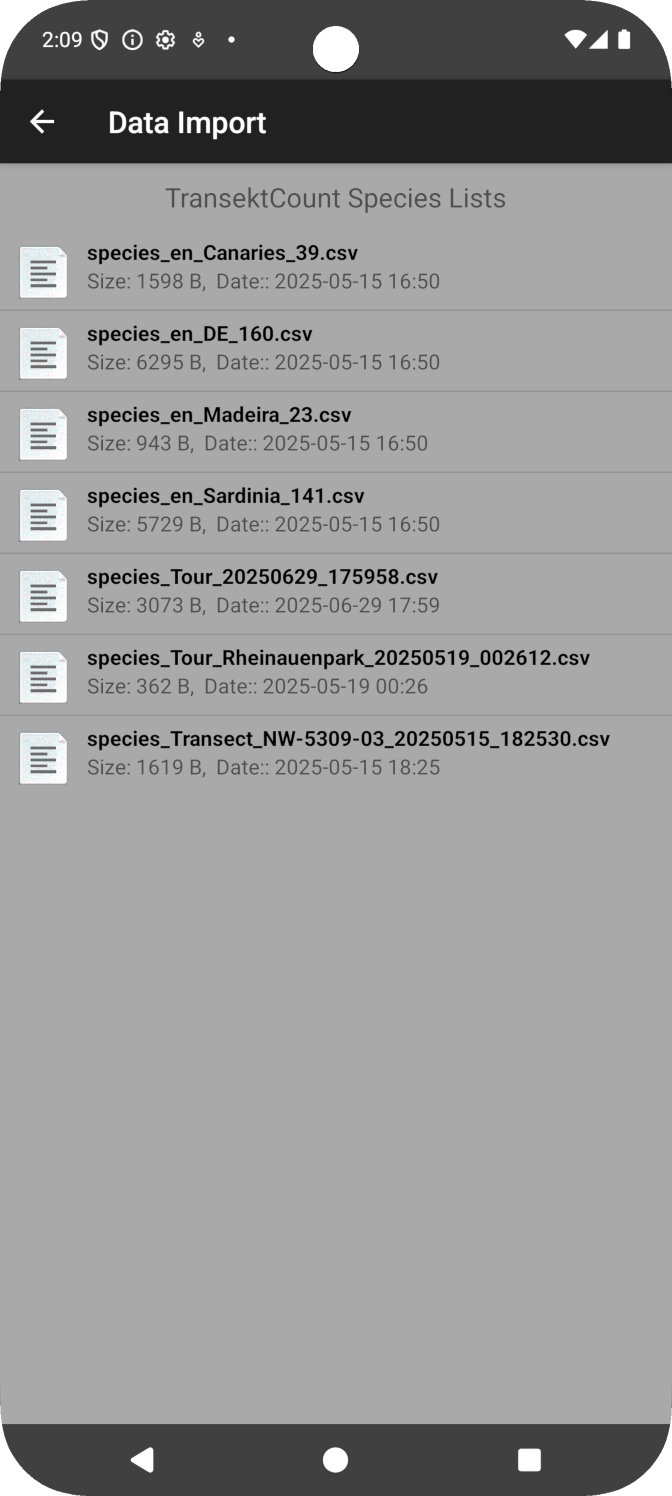 2:09
Data Import
TransektCount Species Lists
species_en_Canaries_39.csv
Size: 1598 B,  Date:: 2025-05-15 16:50
species_en_DE_160.csv
Size: 6295 B,  Date:: 2025-05-15 16:50
species_en_Madeira_23.csv
Size: 943 B,  Date:: 2025-05-15 16:50
species_en_Sardinia_141.csv
Size: 5729 B,  Date:: 2025-05-15 16:50
species_Tour_20250629_175958.csv
Size: 3073 B,  Date:: 2025-06-29 17:59
species_Tour_Rheinauenpark_20250519_002612.csv
Size: 362 B,  Date:: 2025-05-19 00:26
species_Transect_NW-5309-03_20250515_182530.csv
Size: 1619 B,  Date:: 2025-05-15 18:25